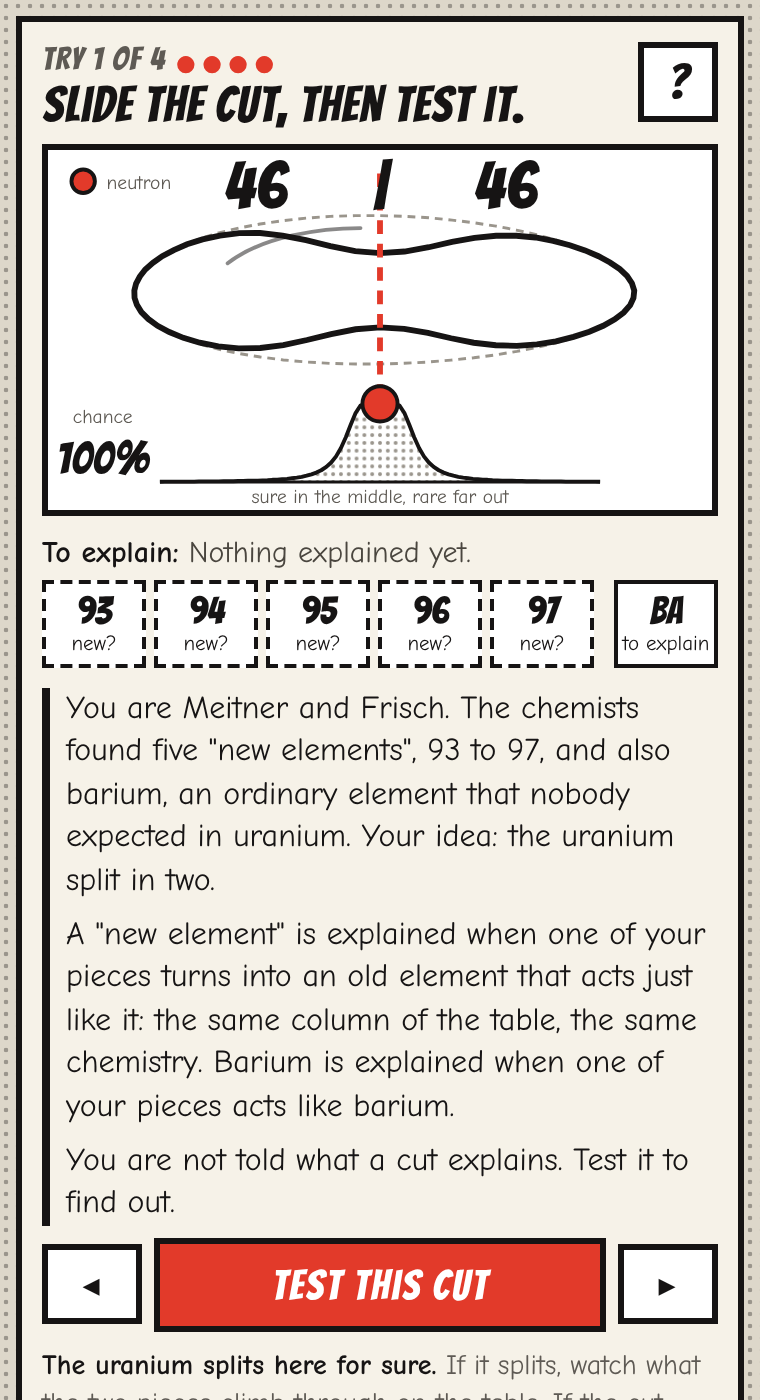 TRY 1 OF 4
SLIDE THE CUT, THEN TEST IT.
?
neutron
46 / 46
chance
100%
sure in the middle, rare far out
To explain: Nothing explained yet.
93 94 95 96 97 BA
new? new? new? new? new? to explain
You are Meitner and Frisch. The chemists
found five "new elements", 93 to 97, and also
barium, an ordinary element that nobody
expected in uranium. Your idea: the uranium
split in two.
A "new element" is explained when one of your
pieces turns into an old element that acts just
like it: the same column of the table, the same
chemistry. Barium is explained when one of
your pieces acts like barium.
You are not told what a cut explains. Test it to
find out.
◄ TEST THIS CUT ►
The uranium splits here for sure. If it splits, watch what